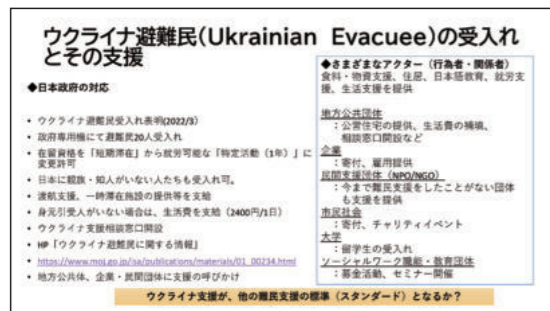 ウクライナ避難民(Ukrainian Evacuee)の受入れ
とその支援
◆日本政府の対応
• ウクライナ避難民受入れ表明(2022/3)
• 政府専用機にて避難民20人受入れ
• 在留資格を「短期滞在」から就労可能な「特定活動(1年)」に
変更許可
• 日本に親族・知人がいない人たちも受入れ可。
• 渡航支援、一時滞在施設の提供等を支給
• 身元引受人がいない場合は、生活費を支給(2400円/1日)
• ウクライナ支援相談窓口開設
• HP「ウクライナ避難民に関する情報」
• https://www.moj.go.jp/isa/publications/materials/01_00234.html
• 地方公共体、企業・民間団体に支援の呼びかけ
◆さまざまなアクター(行為者・関係者)
食料・物資支援、住居、日本語教育、就労支
援、生活支援を提供
地方公共団体
:公営住宅の提供、生活費の補填、
相談窓口開設など
企業
:寄付、雇用提供
民間支援団体(NPO/NGO)
:今まで難民支援をしたことがない団体
も支援を提供
市民社会
:寄付、チャリティイベント
大学
:留学生の受入れ
ソーシャルワーク職能・教育団体
:募金活動、セミナー開催
ウクライナ支援が、他の難民支援の標準(スタンダード)となるか?